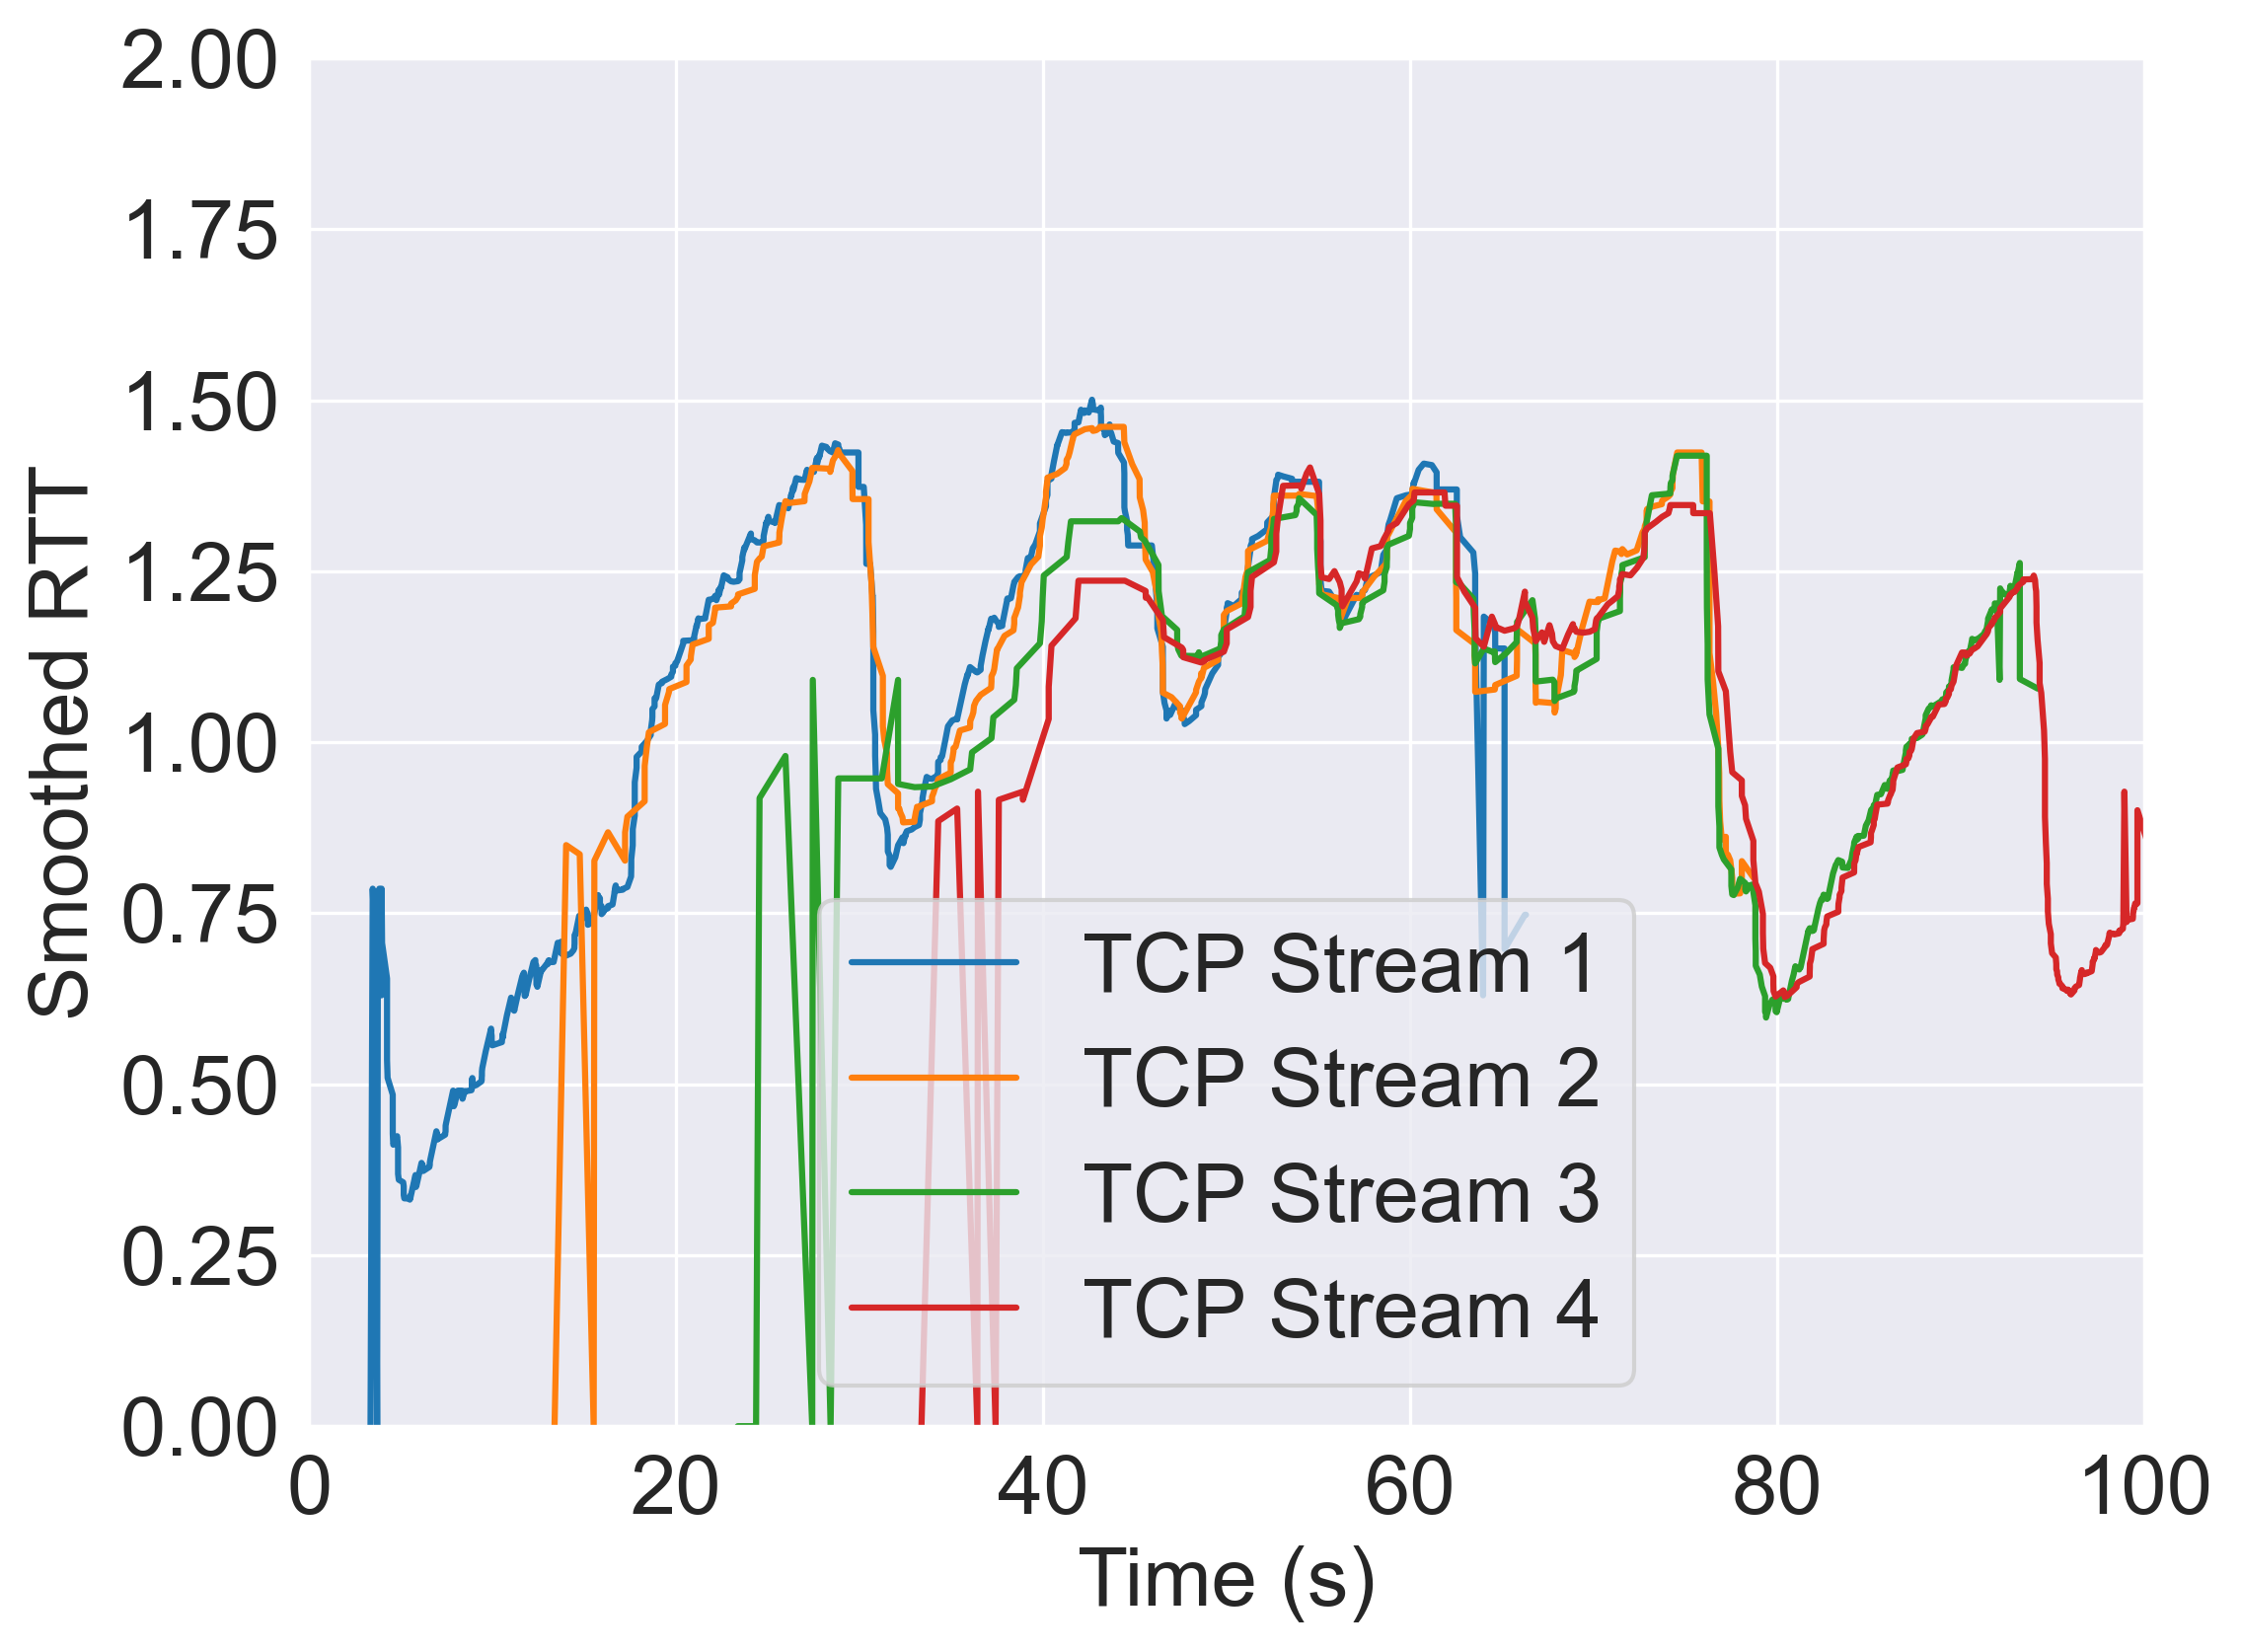 2.00
1.75
1.50
1.25
1.00
0.75
0.50
0.25
0.00
Smoothed RTT
TCP Stream 1
TCP Stream 2
TCP Stream 3
TCP Stream 4
0 20 40 60 80 100
Time (s)